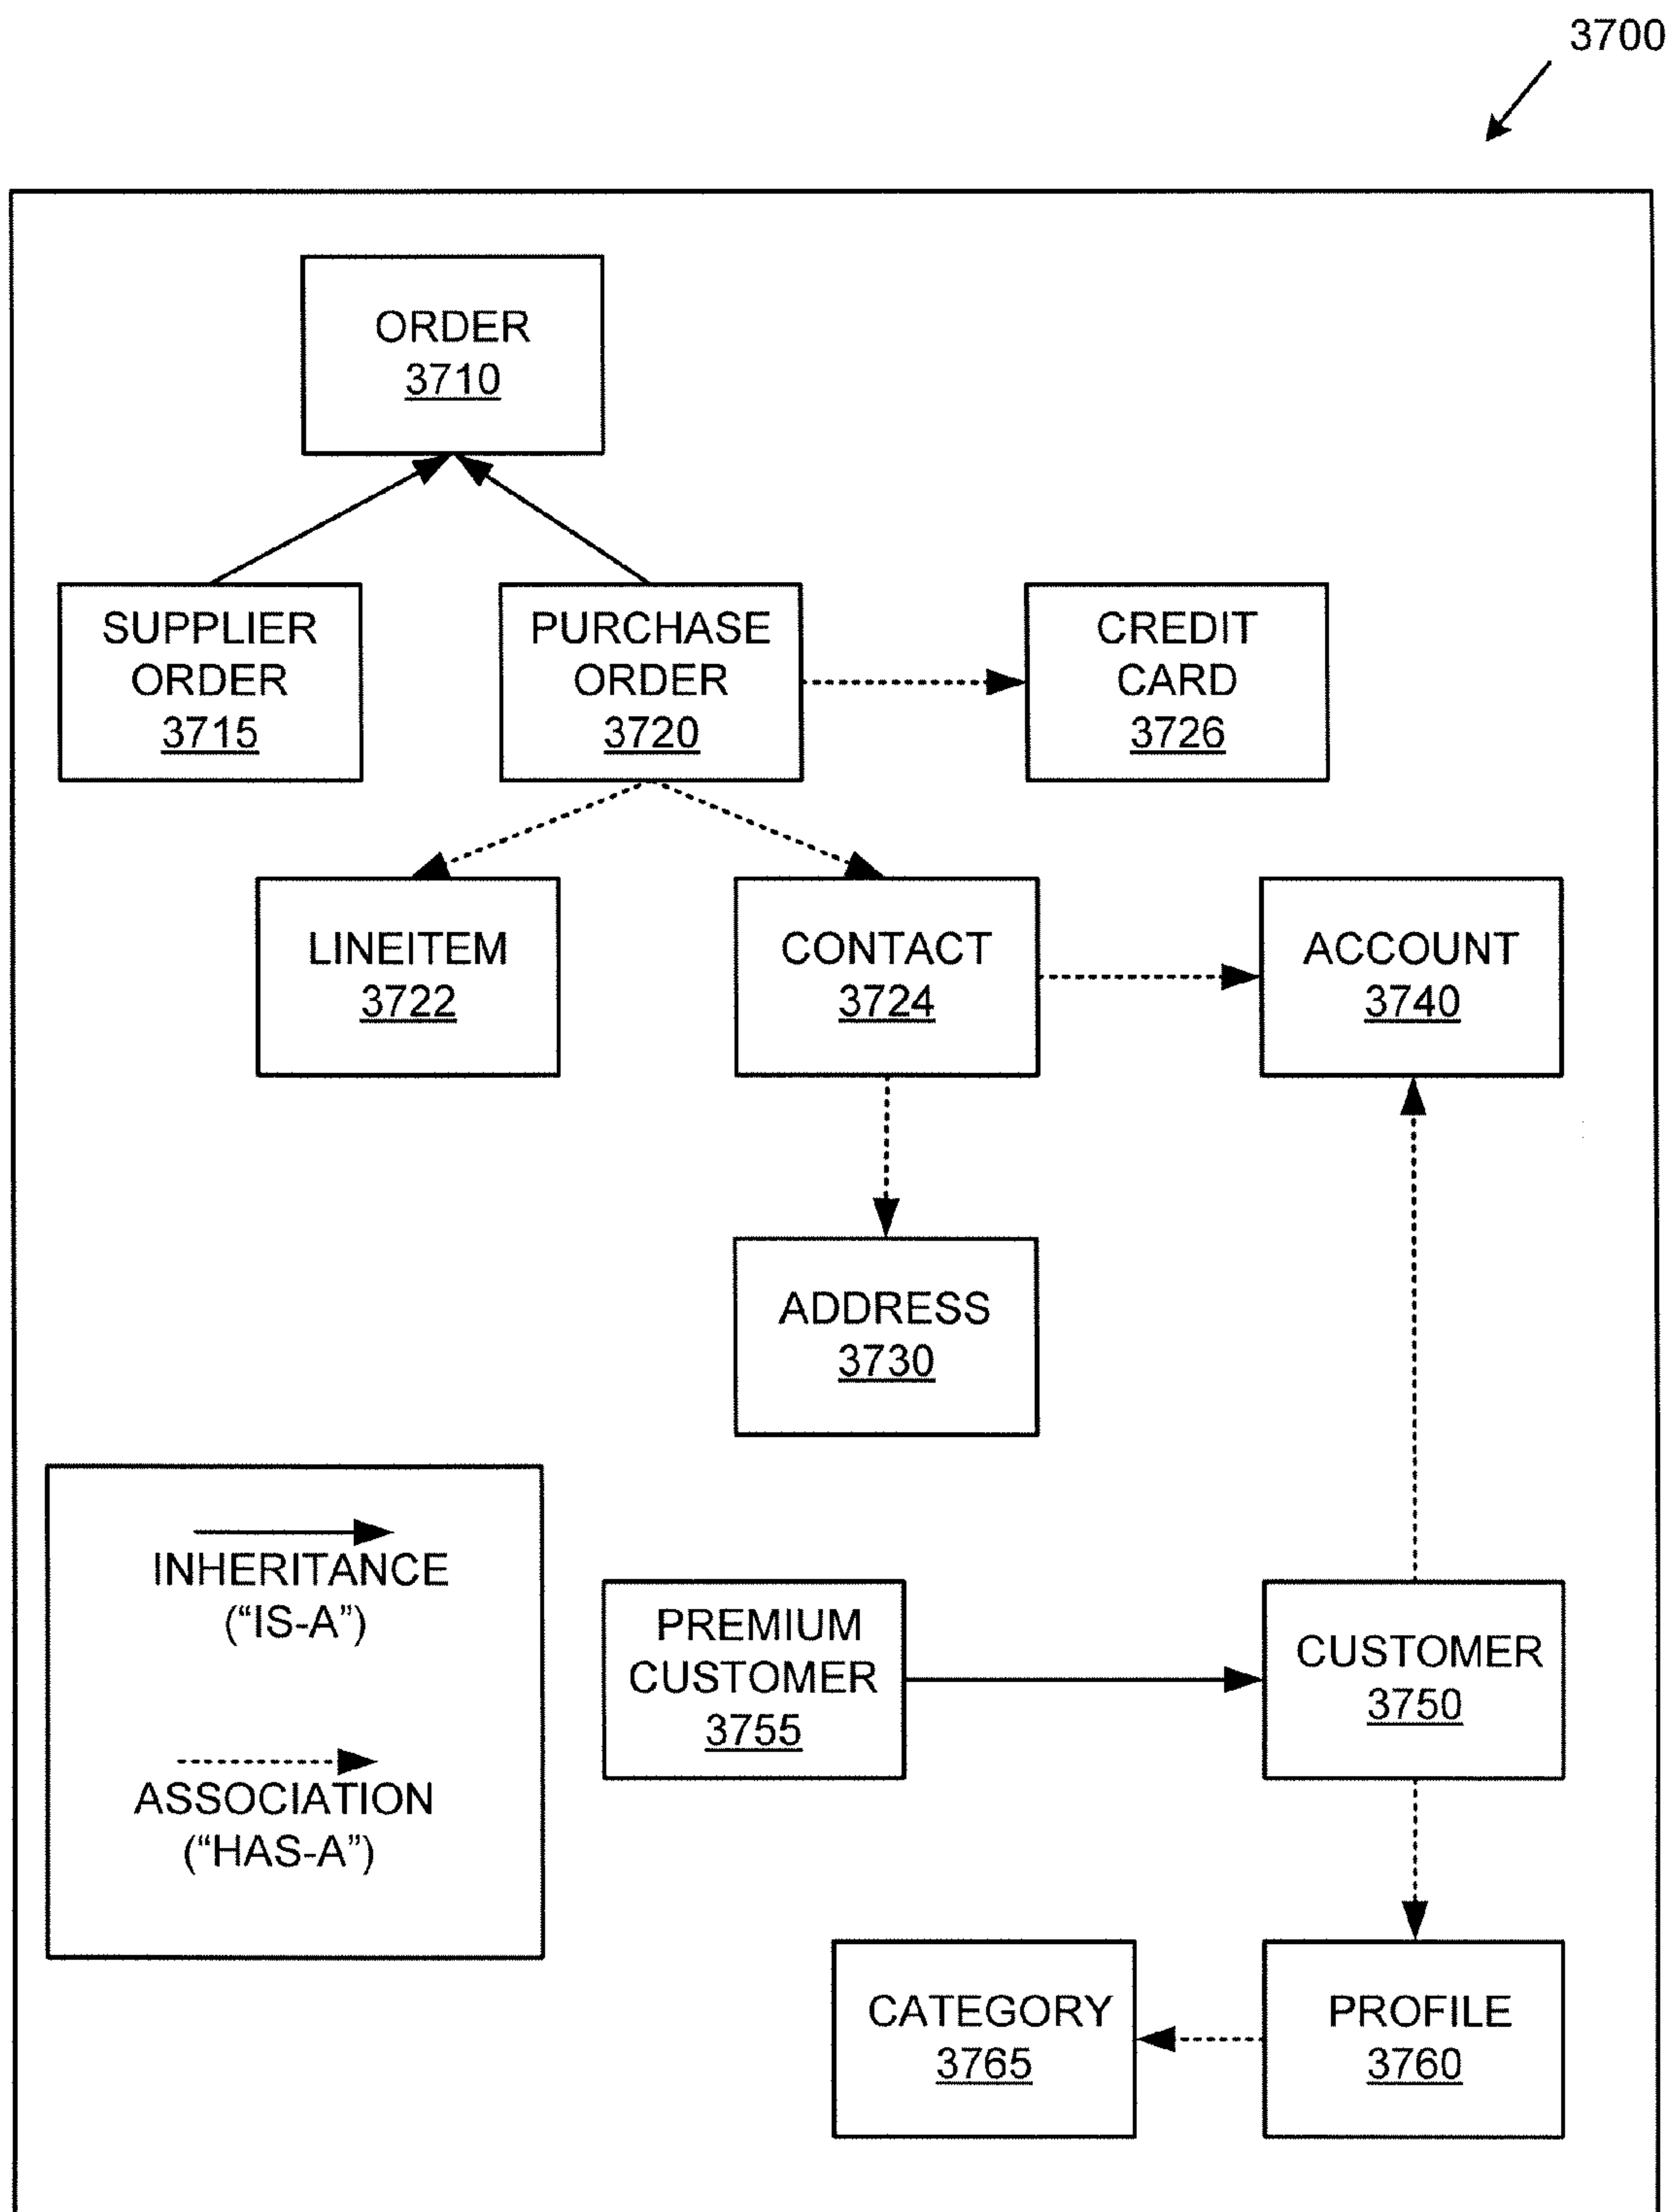 3700
ORDER
3710
SUPPLIER
ORDER
3715
PURCHASE
ORDER
3720
CREDIT
CARD
3726
LINEITEM
3722
CONTACT
3724
ACCOUNT
3740
ADDRESS
3730
INHERITANCE
(“IS-A”)
ASSOCIATION
(“HAS-A”)
PREMIUM
CUSTOMER
3755
CUSTOMER
3750
CATEGORY
3765
PROFILE
3760